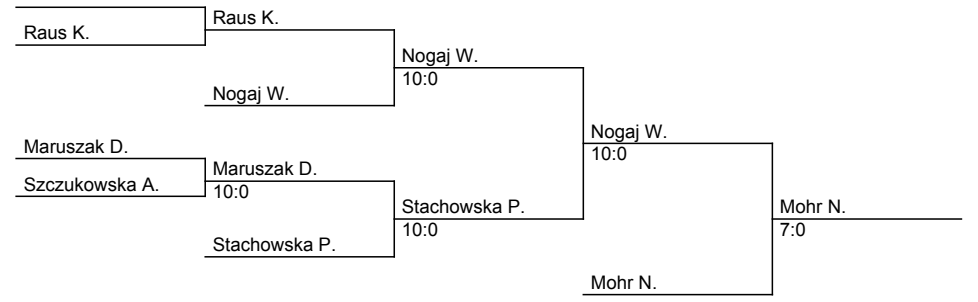 Raus K.
Raus K.
Nogaj W.
10:0
Nogaj W.
Nogaj W.
10:0
Maruszak D.
Maruszak D.
10:0
Szczukowska A.
Stachowska P.
10:0
Mohr N.
7:0
Stachowska P.
Mohr N.